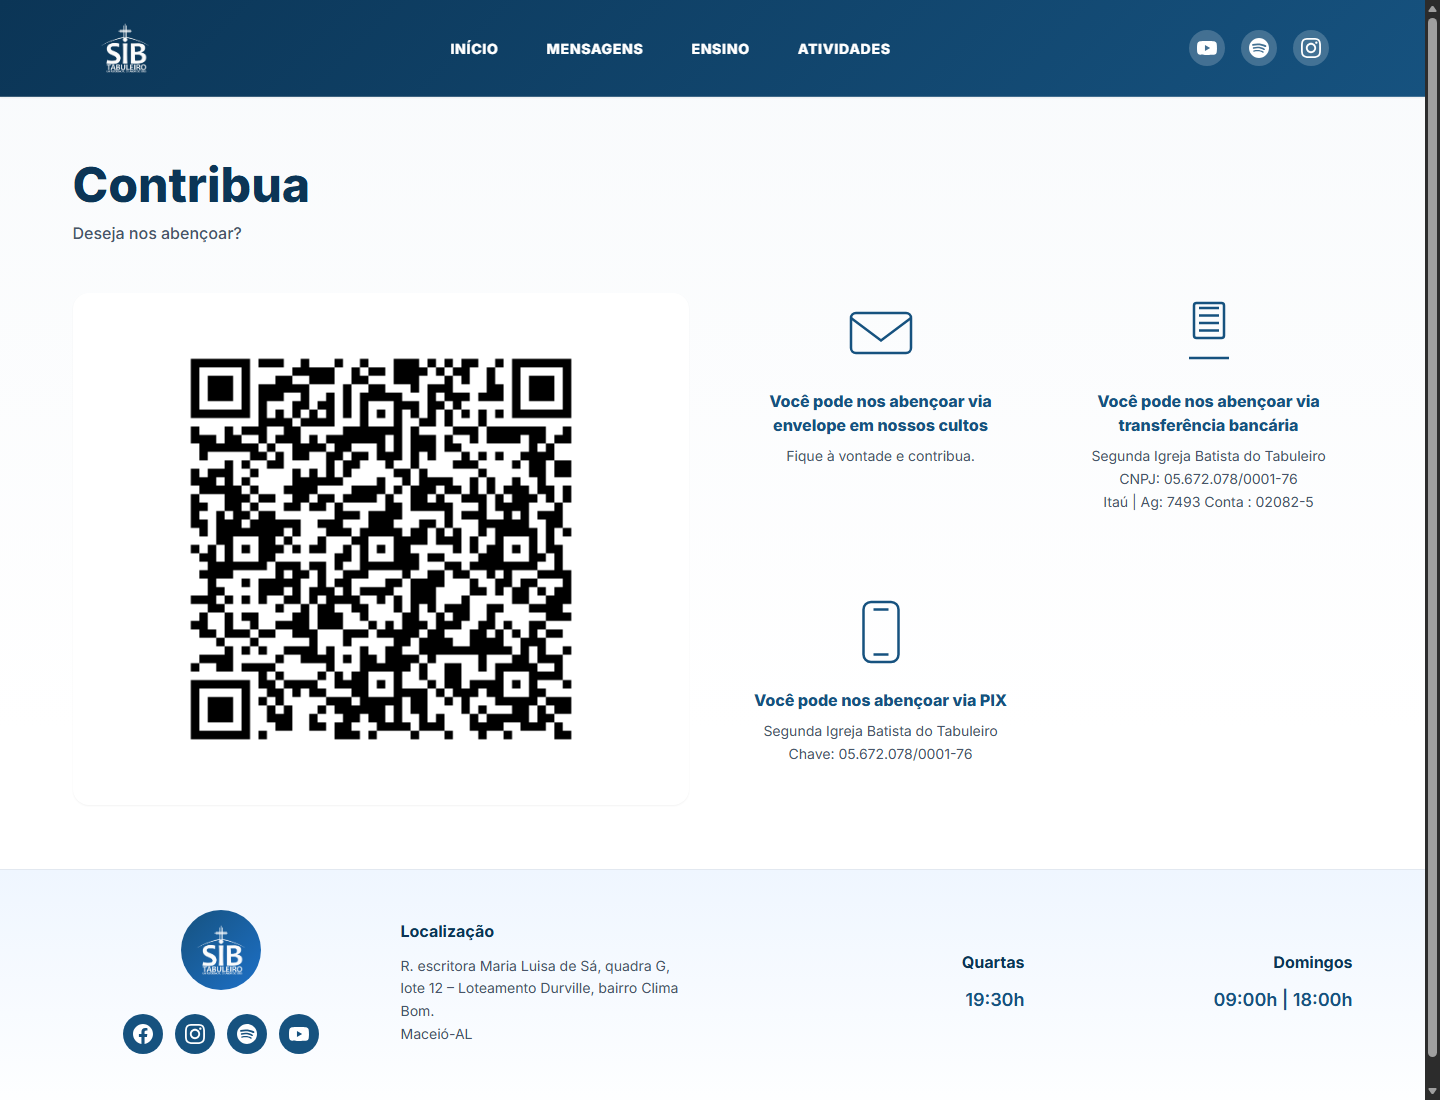 SIB
TABULEIRO
INÍCIO
MENSAGENS
ENSINO
ATIVIDADES
Contribua
Deseja nos abençoar?
Você pode nos abençoar via
envelope em nossos cultos
Fique à vontade e contribua.
Você pode nos abençoar via
transferência bancária
Segunda Igreja Batista do Tabuleiro
CNPJ: 05.672.078/0001-76
Itaú | Ag: 7493 Conta : 02082-5
Você pode nos abençoar via PIX
Segunda Igreja Batista do Tabuleiro
Chave: 05.672.078/0001-76
SIB
TABULEIRO
Localização
R. escritora Maria Luisa de Sá, quadra G,
lote 12 – Loteamento Durville, bairro Clima
Bom.
Maceió-AL
Quartas
19:30h
Domingos
09:00h | 18:00h